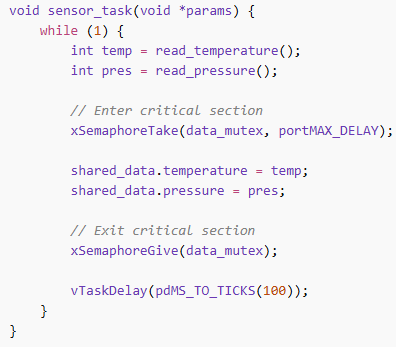 void sensor_task(void *params) {
    while (1) {
        int temp = read_temperature();
        int pres = read_pressure();

        // Enter critical section
        xSemaphoreTake(data_mutex, portMAX_DELAY);

        shared_data.temperature = temp;
        shared_data.pressure = pres;

        // Exit critical section
        xSemaphoreGive(data_mutex);

        vTaskDelay(pdMS_TO_TICKS(100));
    }
}